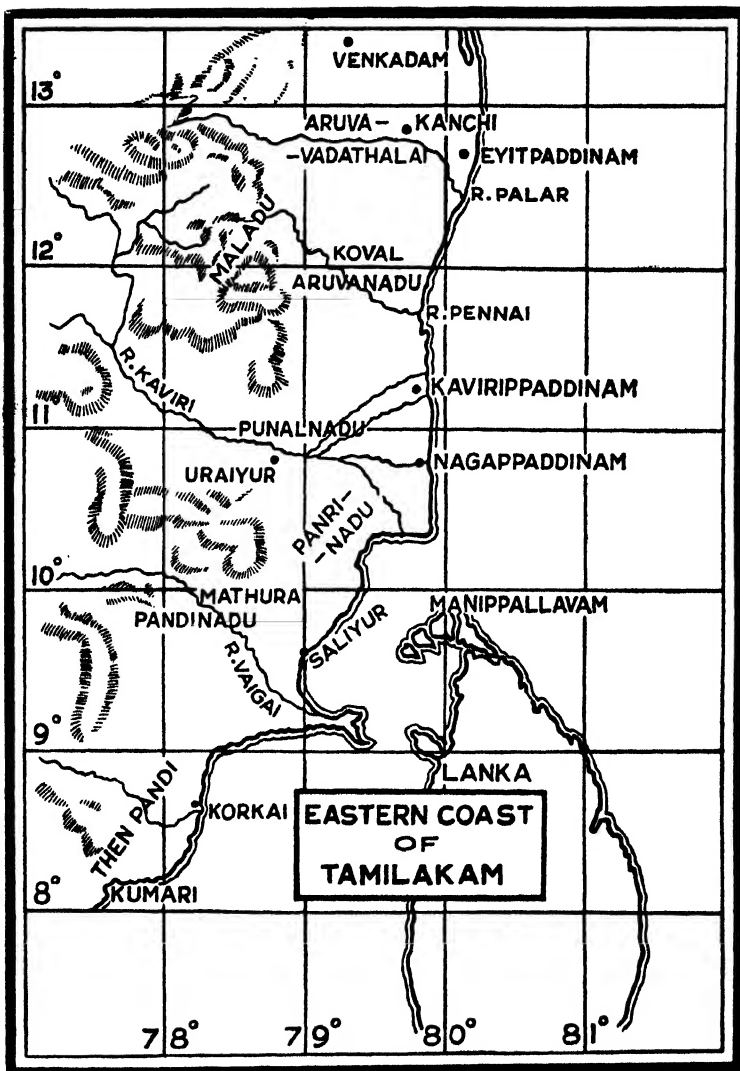 VENKADAM
13°
ARUVA- KANCHI
-VADATHALAI EYITPADDINAM
R.PALAR
12°
MALADU
KOVAL
ARUVANADU
R.PENNAI
R.KAVIRI
KAVIRIPPADDINAM
11°
PUNALNADU
URAIYUR
NAGAPPADDINAM
PANRI-
-NADU
10°
MATHURA
PANDINADU
MANIPPALLAVAM
SALIYUR
R.VAIGAI
9°
LANKA
THEN PANDI
KORKAI
EASTERN COAST
OF
TAMILAKAM
8°
KUMARI
78° 79° 80° 81°